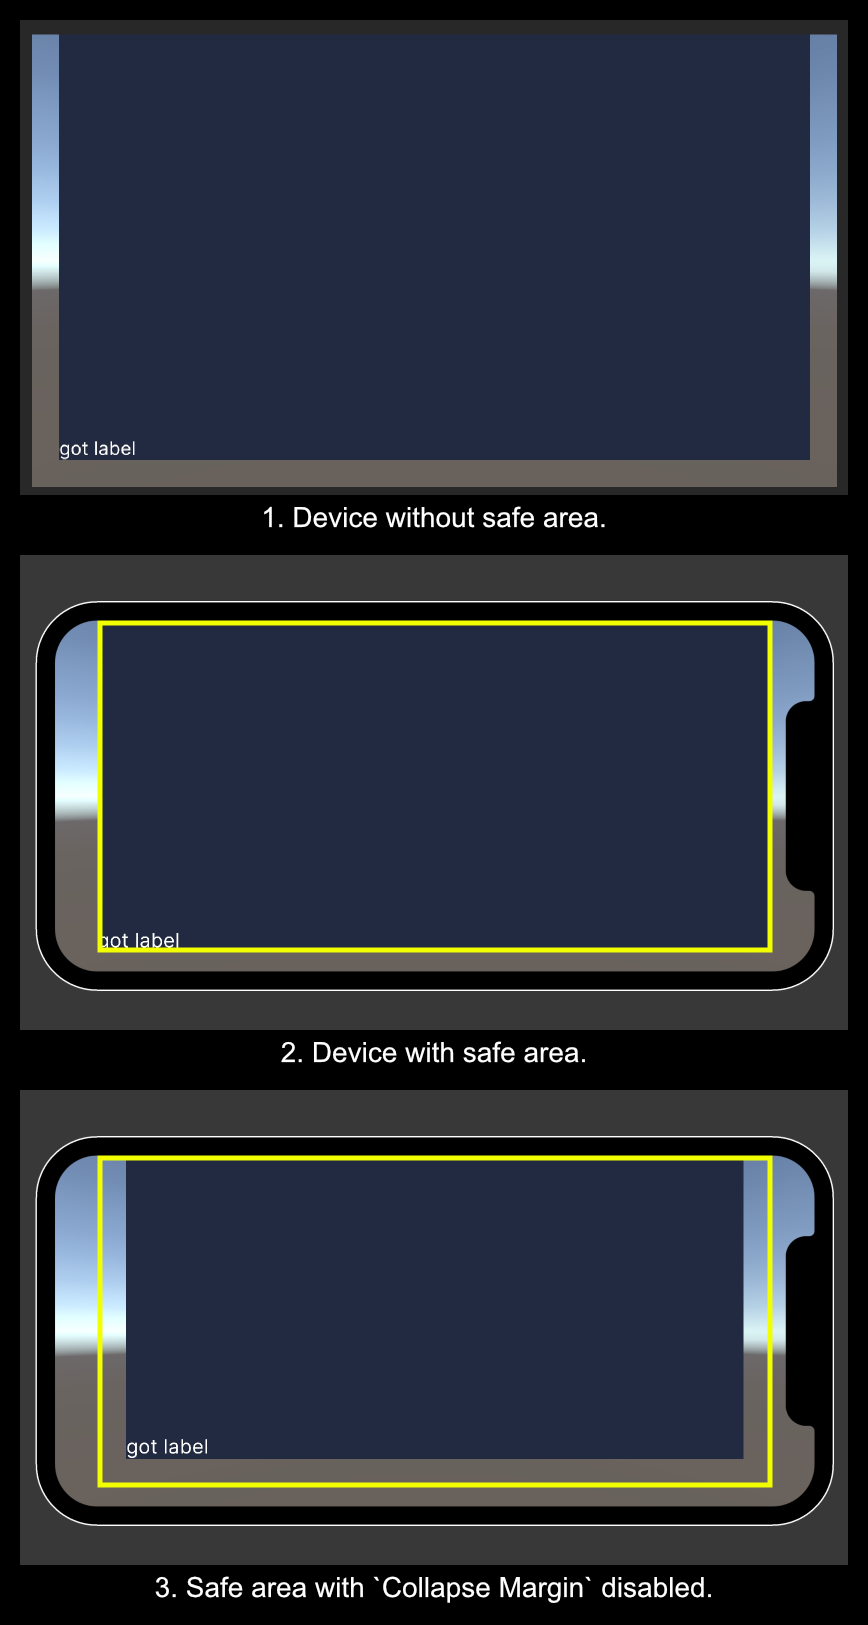 got label
1. Device without safe area.
got label
2. Device with safe area.
got label
3. Safe area with `Collapse Margin` disabled.